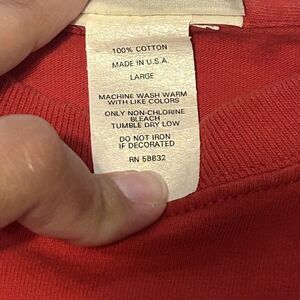 100% COTTON
MADE IN U.S.A.
LARGE
MACHINE WASH WARM
WITH LIKE COLORS
ONLY NON-CHLORINE
BLEACH
TUMBLE DRY LOW
DO NOT IRON
IF DECORATED
RN 58832